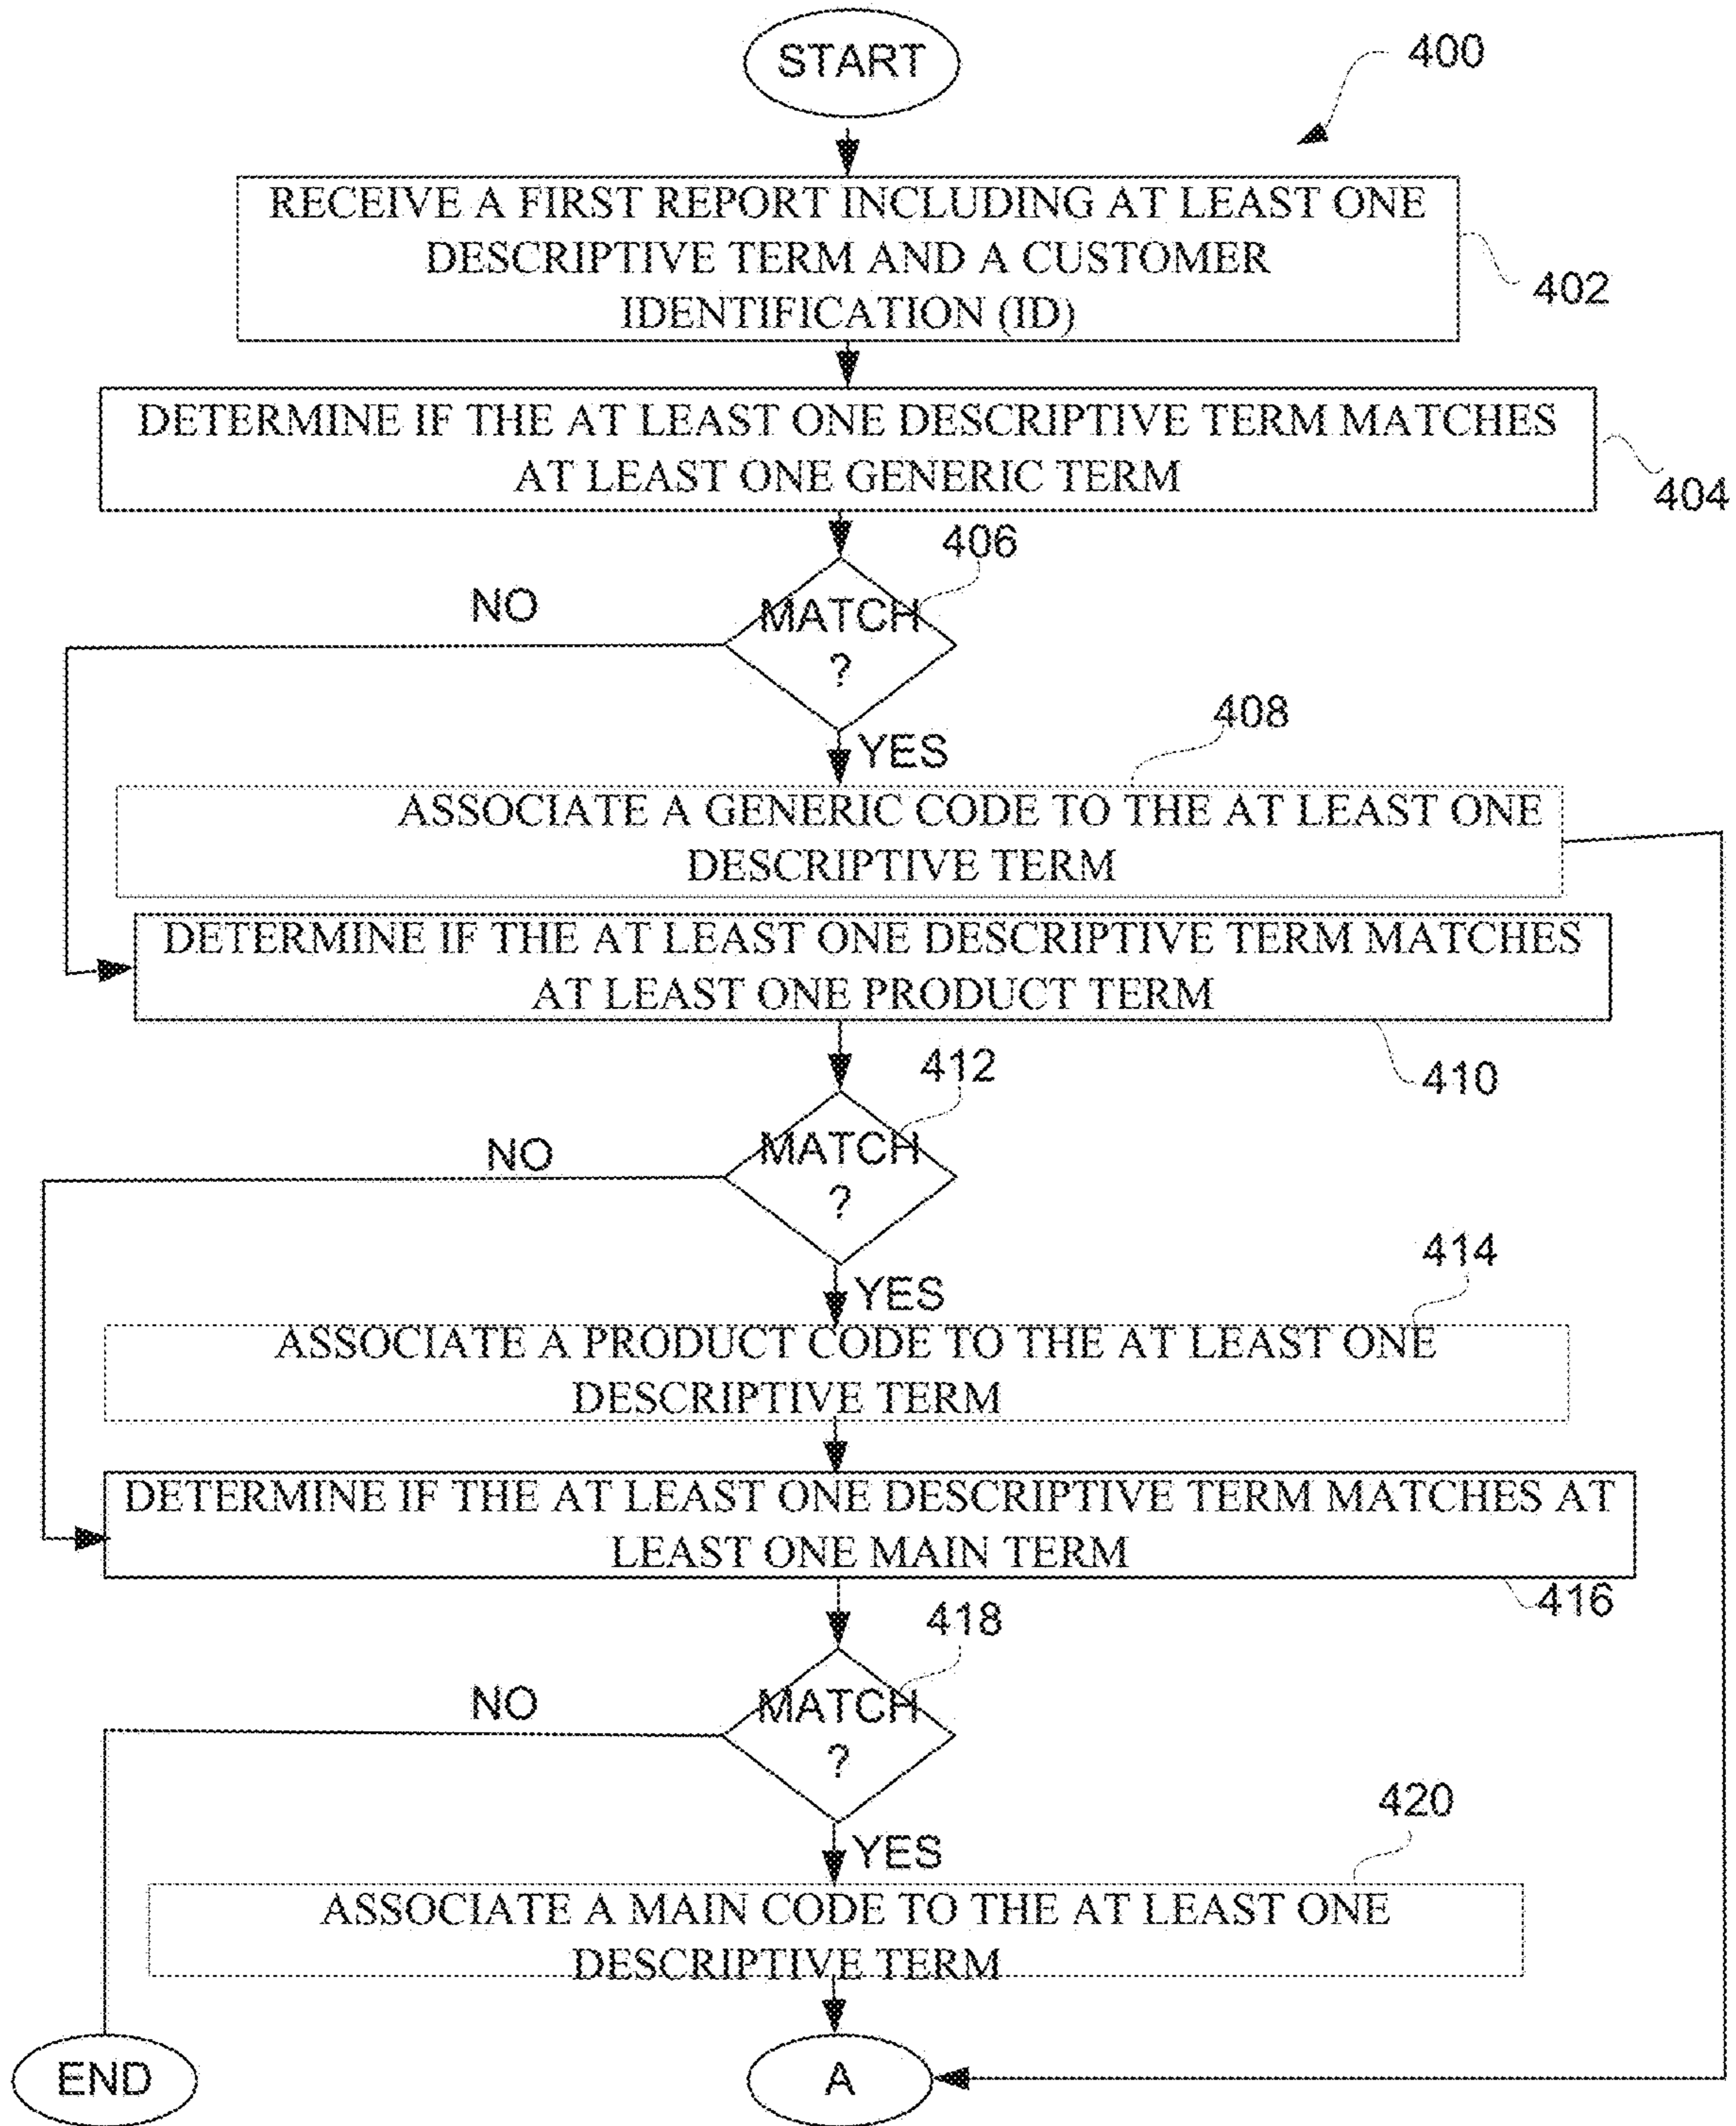 START
400
RECEIVE A FIRST REPORT INCLUDING AT LEAST ONE
DESCRIPTIVE TERM AND A CUSTOMER
IDENTIFICATION (ID)
402
DETERMINE IF THE AT LEAST ONE DESCRIPTIVE TERM MATCHES
AT LEAST ONE GENERIC TERM
404
406
NO
MATCH
?
YES
408
ASSOCIATE A GENERIC CODE TO THE AT LEAST ONE
DESCRIPTIVE TERM
DETERMINE IF THE AT LEAST ONE DESCRIPTIVE TERM MATCHES
AT LEAST ONE PRODUCT TERM
410
412
NO
MATCH
?
YES
414
ASSOCIATE A PRODUCT CODE TO THE AT LEAST ONE
DESCRIPTIVE TERM
DETERMINE IF THE AT LEAST ONE DESCRIPTIVE TERM MATCHES AT
LEAST ONE MAIN TERM
416
418
NO
MATCH
?
YES
420
ASSOCIATE A MAIN CODE TO THE AT LEAST ONE
DESCRIPTIVE TERM
END
A